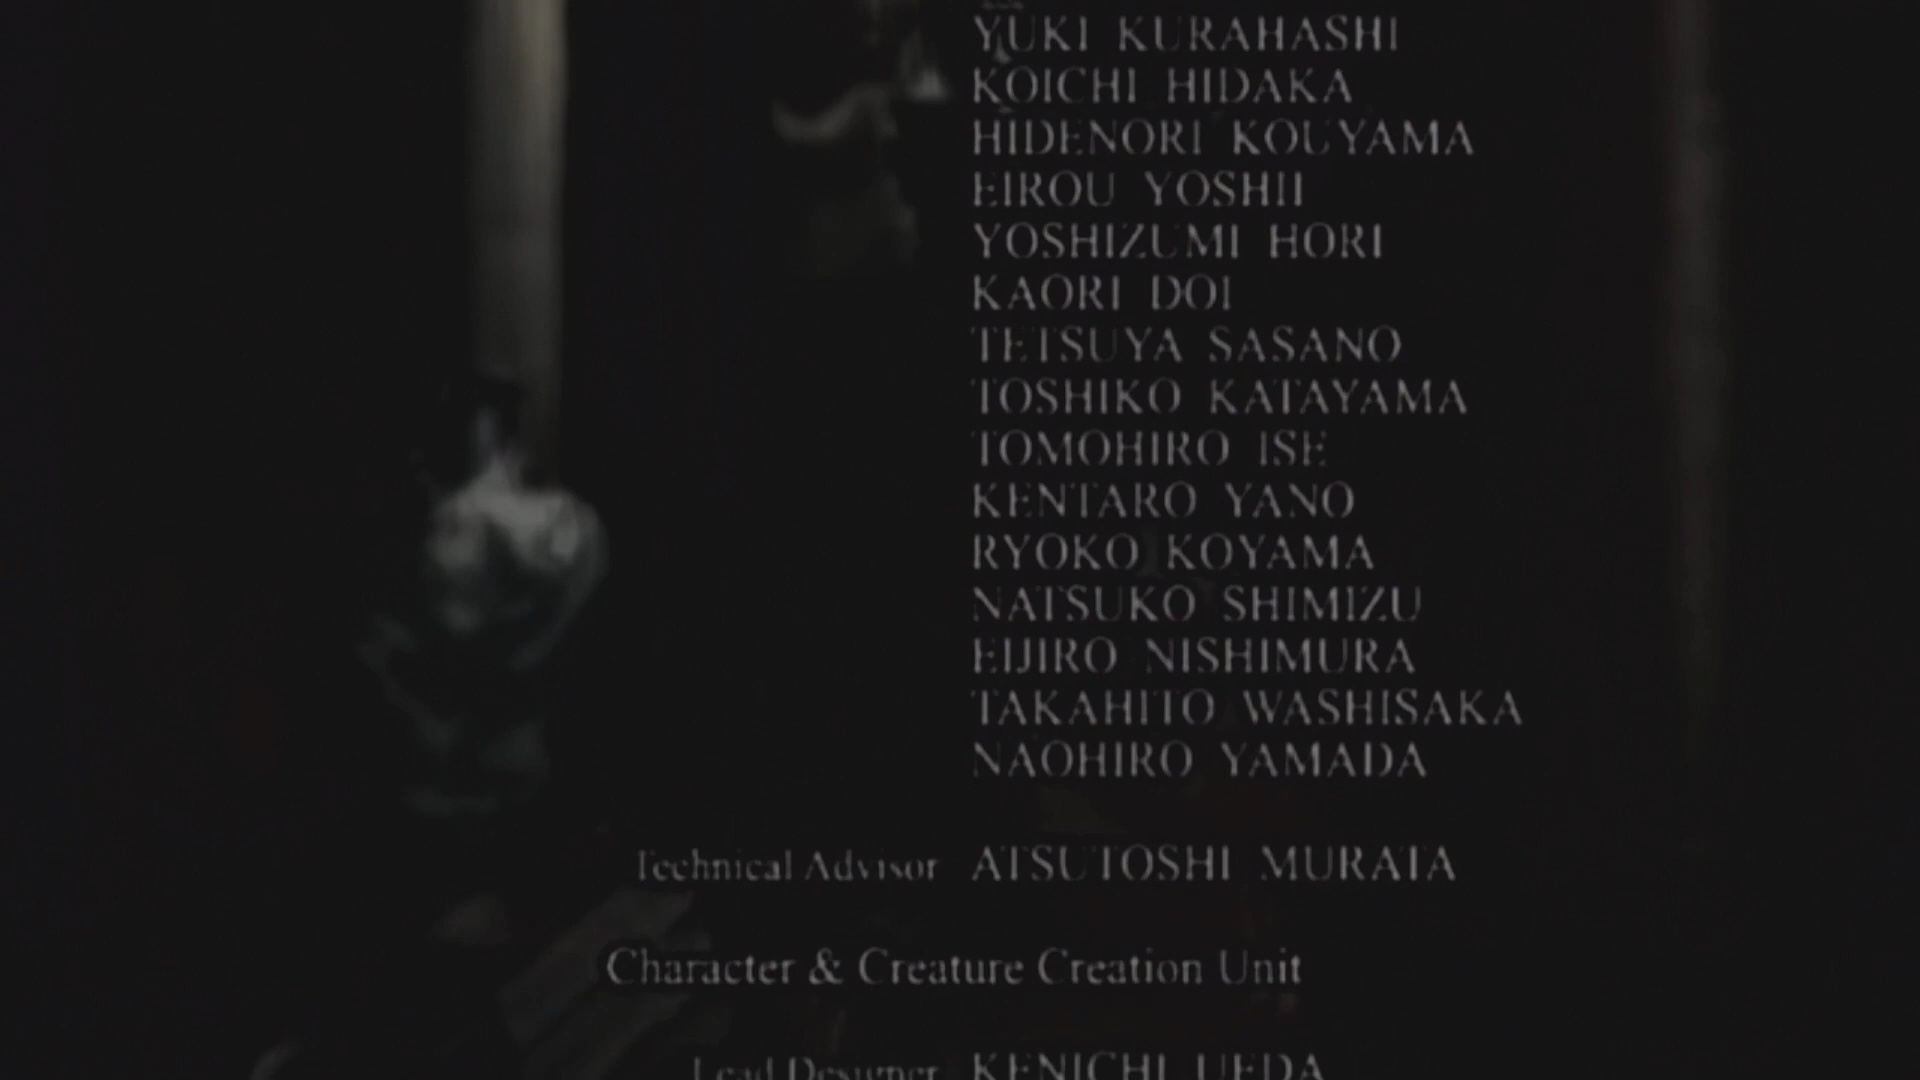 YUKI KURAHASHI
KOICHI HIDAKA
HIDENORI KOUYAMA
EIROU YOSHII
YOSHIZUMI HORI
KAORI DOI
TETSUYA SASANO
TOSHIKO KATAYAMA
TOMOHIRO ISE
KENTARO YANO
RYOKO KOYAMA
NATSUKO SHIMIZU
EIJIRO NISHIMURA
TAKAHITO WASHISAKA
NAOHIRO YAMADA
Technical Advisor ATSUTOSHI MURATA
Character & Creature Creation Unit
Lead Designer KENICHI UEDA